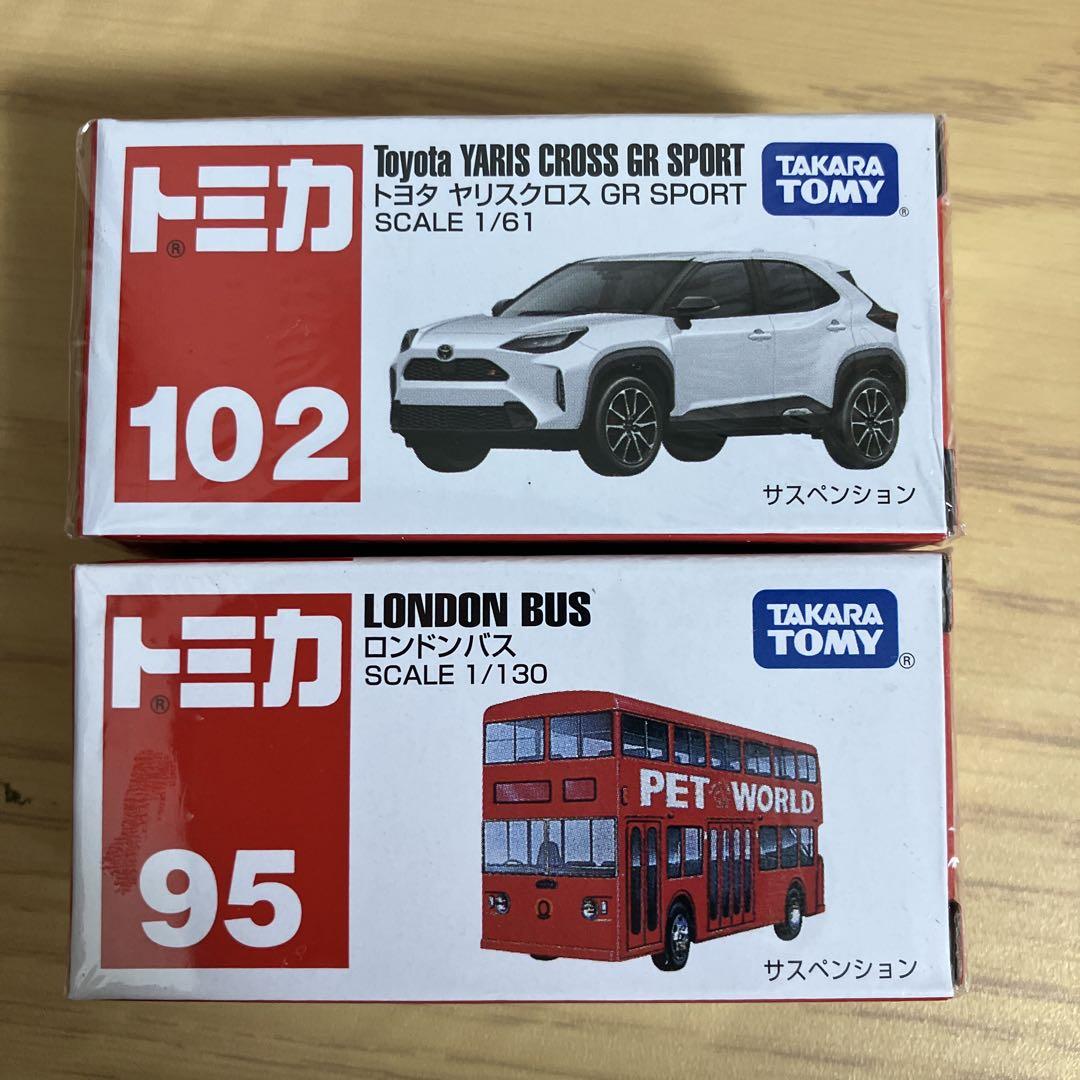 トミカ
®
102
Toyota YARIS CROSS GR SPORT
トヨタ ヤリスクロス GR SPORT
SCALE 1/61
TAKARA
TOMY
®
サスペンション
トミカ
®
95
LONDON BUS
ロンドンバス
SCALE 1/130
TAKARA
TOMY
®
PET WORLD
サスペンション